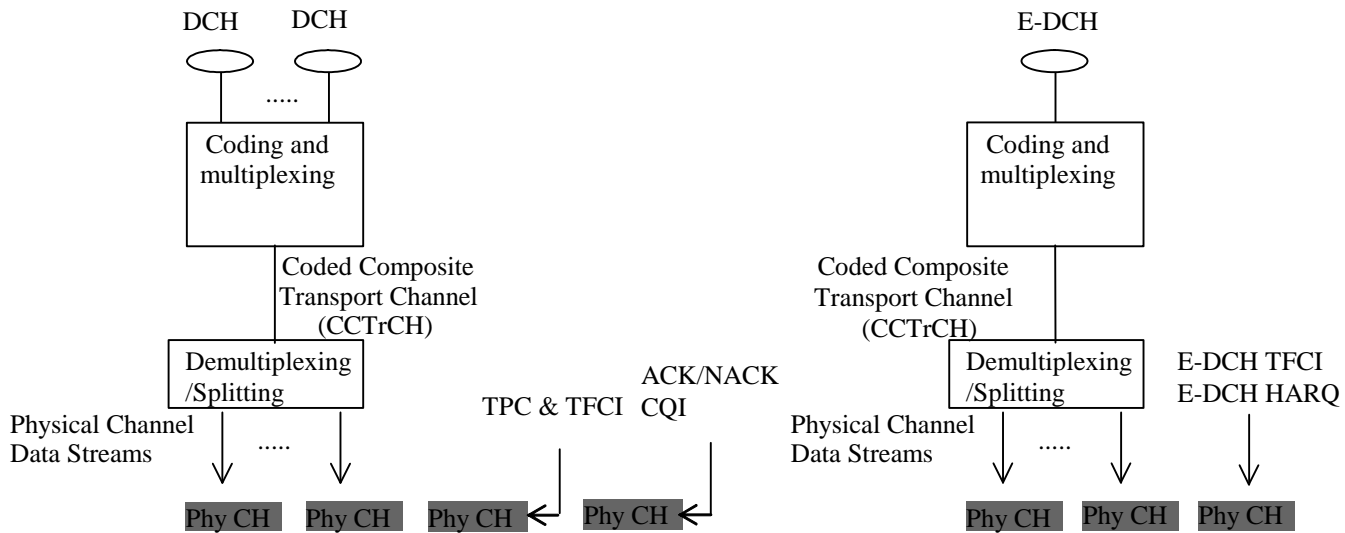 DCH
DCH
.....
Coding and
multiplexing
Coded Composite
Transport Channel
(CCTrCH)
Demultiplexing
/Splitting
Physical Channel
Data Streams
.....
TPC & TFCI
ACK/NACK
CQI
Phy CH
Phy CH
Phy CH
Phy CH
E-DCH
Coding and
multiplexing
Coded Composite
Transport Channel
(CCTrCH)
Demultiplexing
/Splitting
E-DCH TFCI
E-DCH HARQ
Physical Channel
Data Streams
.....
Phy CH
Phy CH
Phy CH